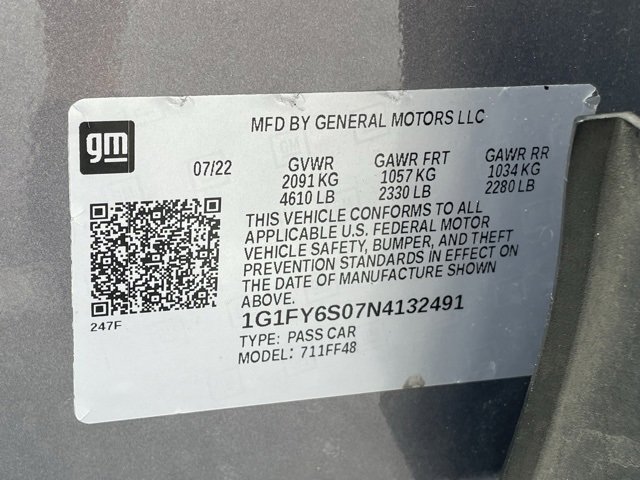 gm
MFD BY GENERAL MOTORS LLC
07/22 GVWR GAWR FRT GAWR RR
2091 KG 1057 KG 1034 KG
4610 LB 2330 LB 2280 LB
THIS VEHICLE CONFORMS TO ALL
APPLICABLE U.S. FEDERAL MOTOR
VEHICLE SAFETY, BUMPER, AND THEFT
PREVENTION STANDARDS IN EFFECT ON
THE DATE OF MANUFACTURE SHOWN
ABOVE.
1G1FY6S07N4132491
TYPE: PASS CAR
MODEL: 711FF48
247F